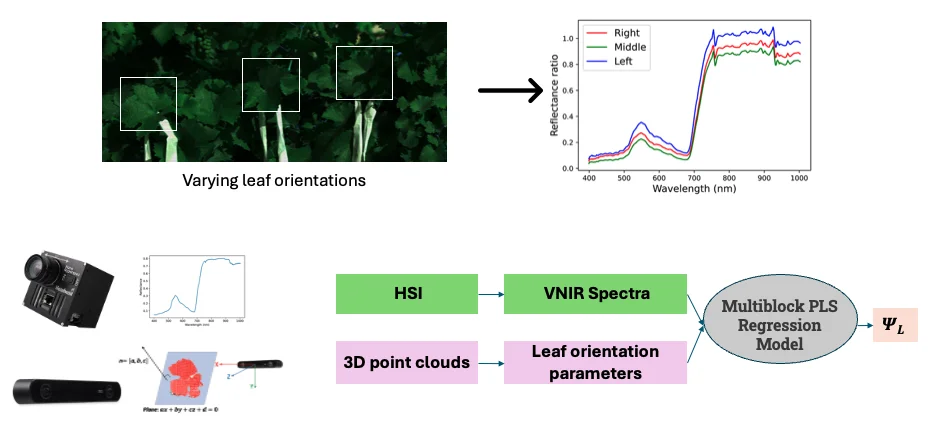 Varying leaf orientations
Reflectance ratio
1.0
0.8
0.6
0.4
0.2
0.0
Right
Middle
Left
400 500 600 700 800 900 1000
Wavelength (nm)
n= [a, b, c]
X
Z
Y
Plane: ax + by + cz + d = 0
HSI
VNIR Spectra
3D point clouds
Leaf orientation
parameters
Multiblock PLS
Regression
Model
Ψ_L